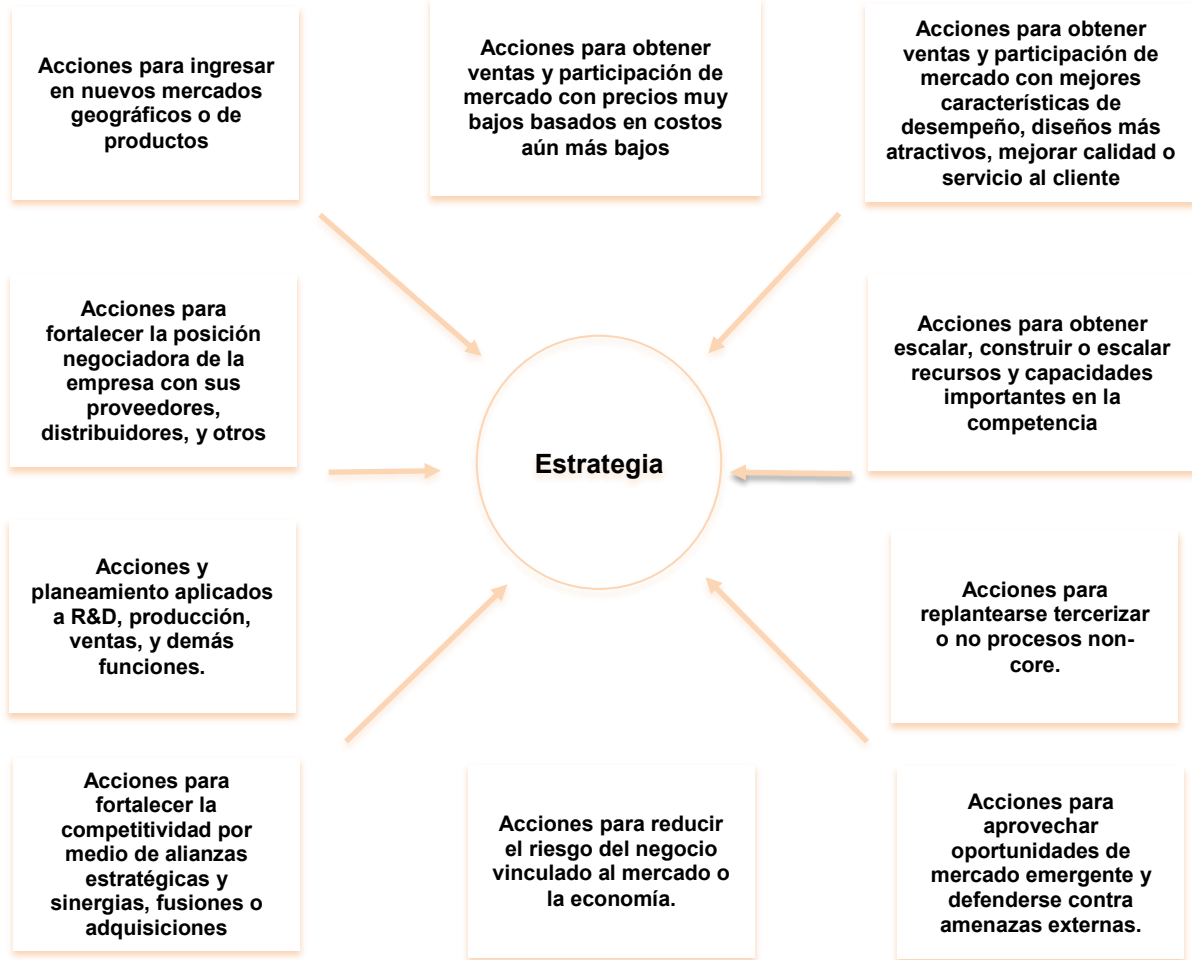 Acciones para ingresar
en nuevos mercados
geográficos o de
productos
Acciones para obtener
ventas y participación de
mercado con precios muy
bajos basados en costos
aún más bajos
Acciones para obtener
ventas y participación de
mercado con mejores
características de
desempeño, diseños más
atractivos, mejorar calidad o
servicio al cliente
Acciones para
fortalecer la posición
negociadora de la
empresa con sus
proveedores,
distribuidores, y otros
Acciones para obtener
escalar, construir o escalar
recursos y capacidades
importantes en la
competencia
Estrategia
Acciones y
planeamiento aplicados
a R&D, producción,
ventas, y demás
funciones.
Acciones para
replantearse tercerizar
o no procesos non-
core.
Acciones para
fortalecer la
competitividad por
medio de alianzas
estratégicas y
sinergias, fusiones o
adquisiciones
Acciones para reducir
el riesgo del negocio
vinculado al mercado o
la economía.
Acciones para
aprovechar
oportunidades de
mercado emergente y
defenderse contra
amenazas externas.